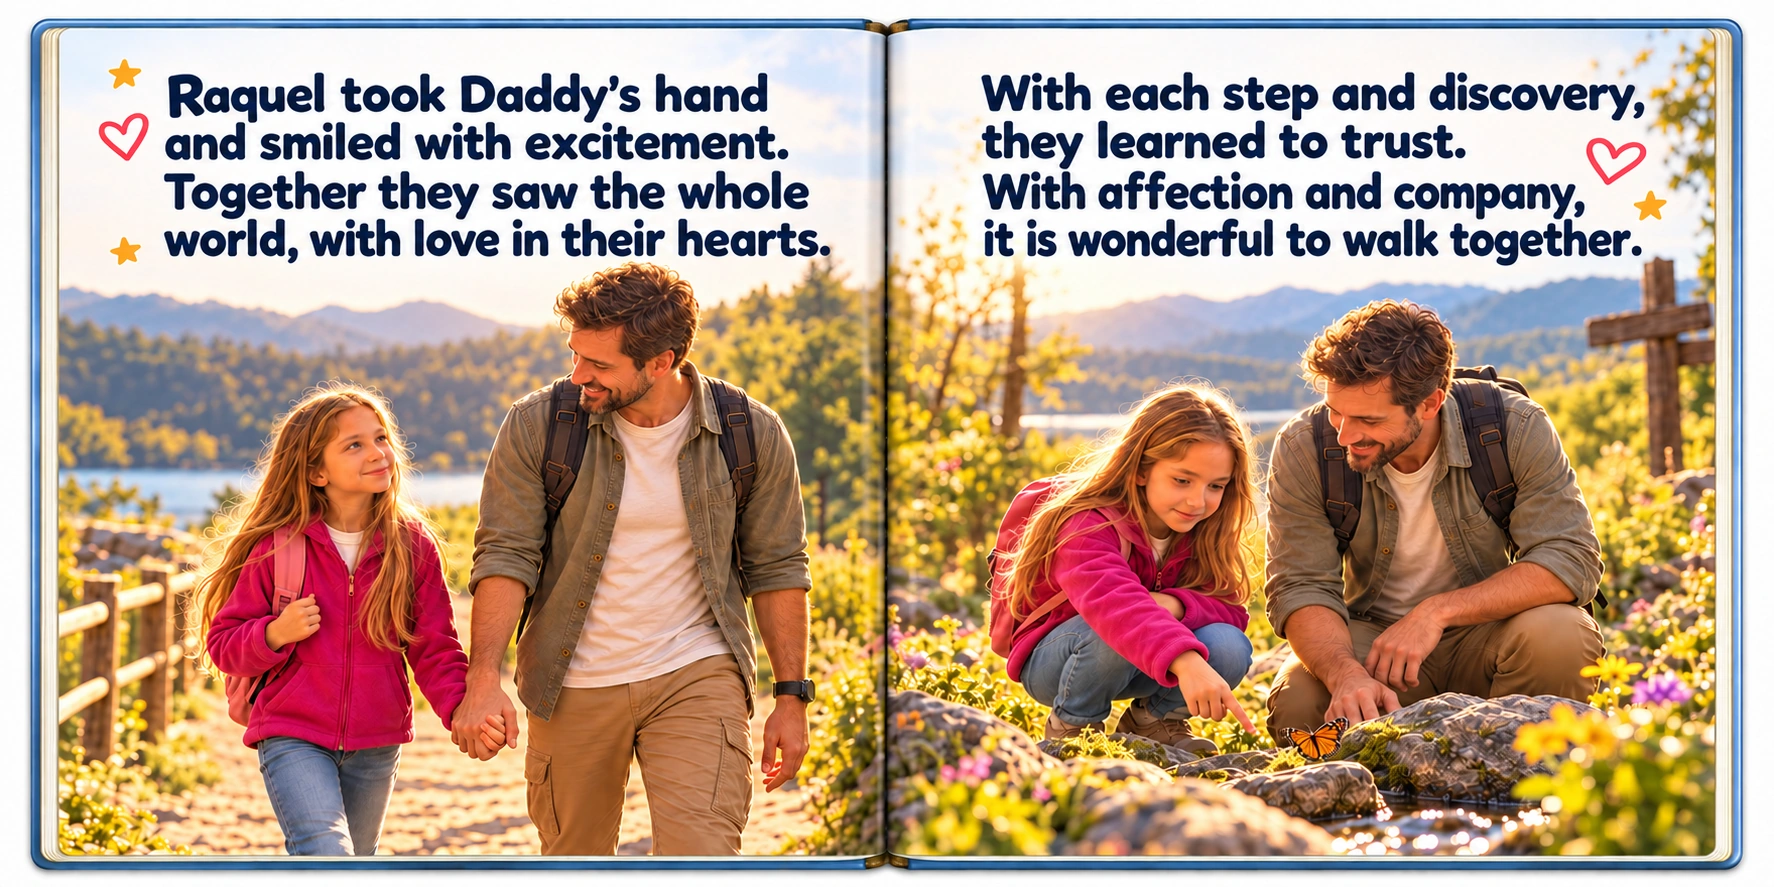 Raquel took Daddy's hand
and smiled with excitement.
Together they saw the whole
world, with love in their hearts.
With each step and discovery,
they learned to trust.
With affection and company,
it is wonderful to walk together.